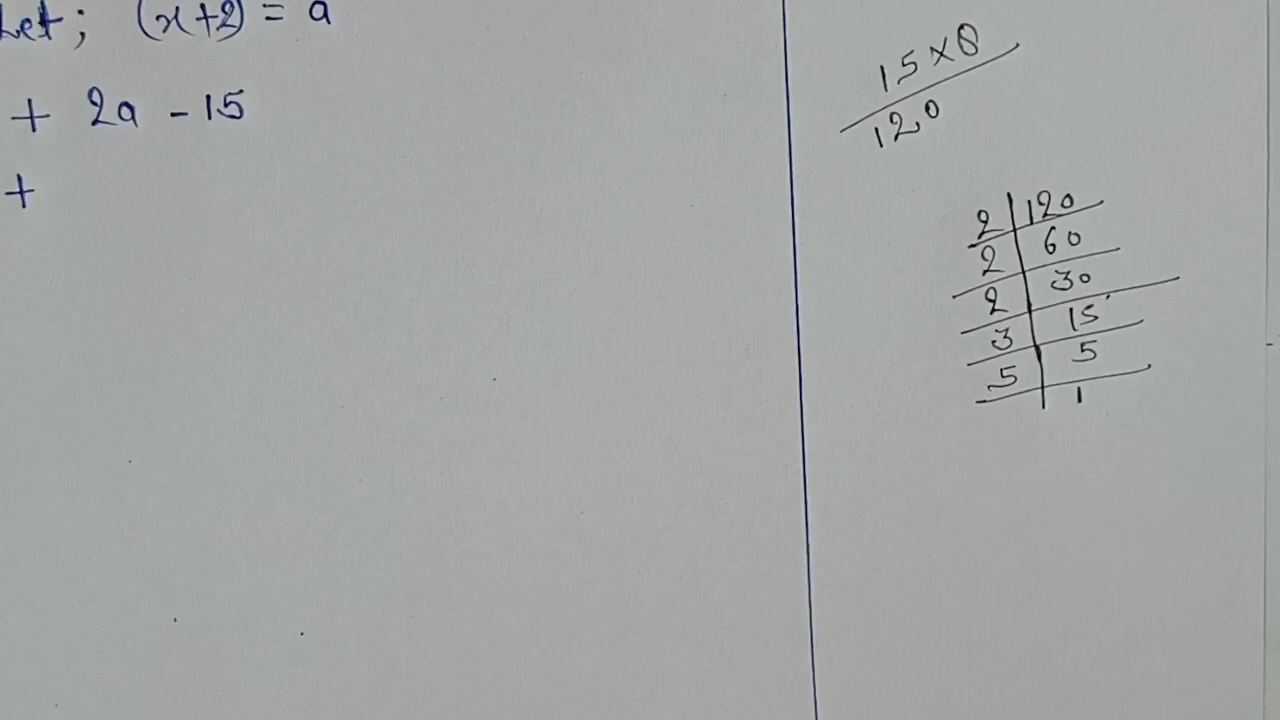 Let; (x+2) = a
+ 2a - 15
+
15 × 8
120
2 | 120
2 | 60
2 | 30
3 | 15
5 | 5
1